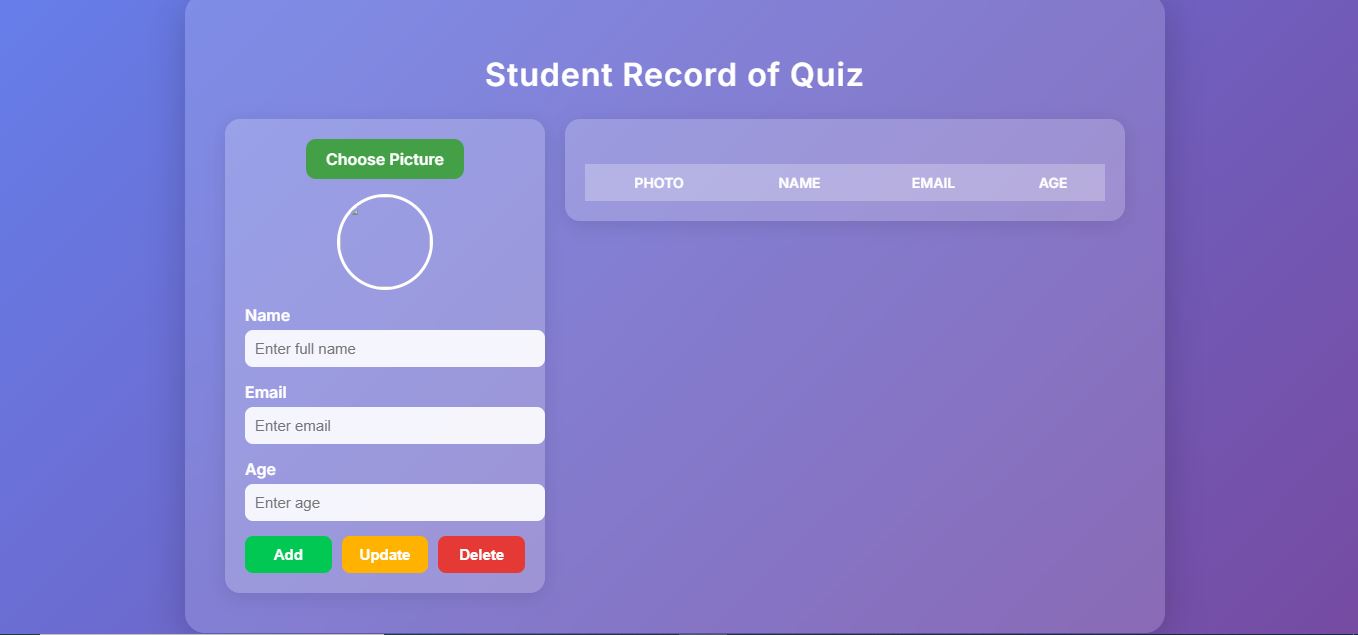 Student Record of Quiz
Choose Picture
Name
Enter full name
Email
Enter email
Age
Enter age
Add Update Delete
PHOTO NAME EMAIL AGE